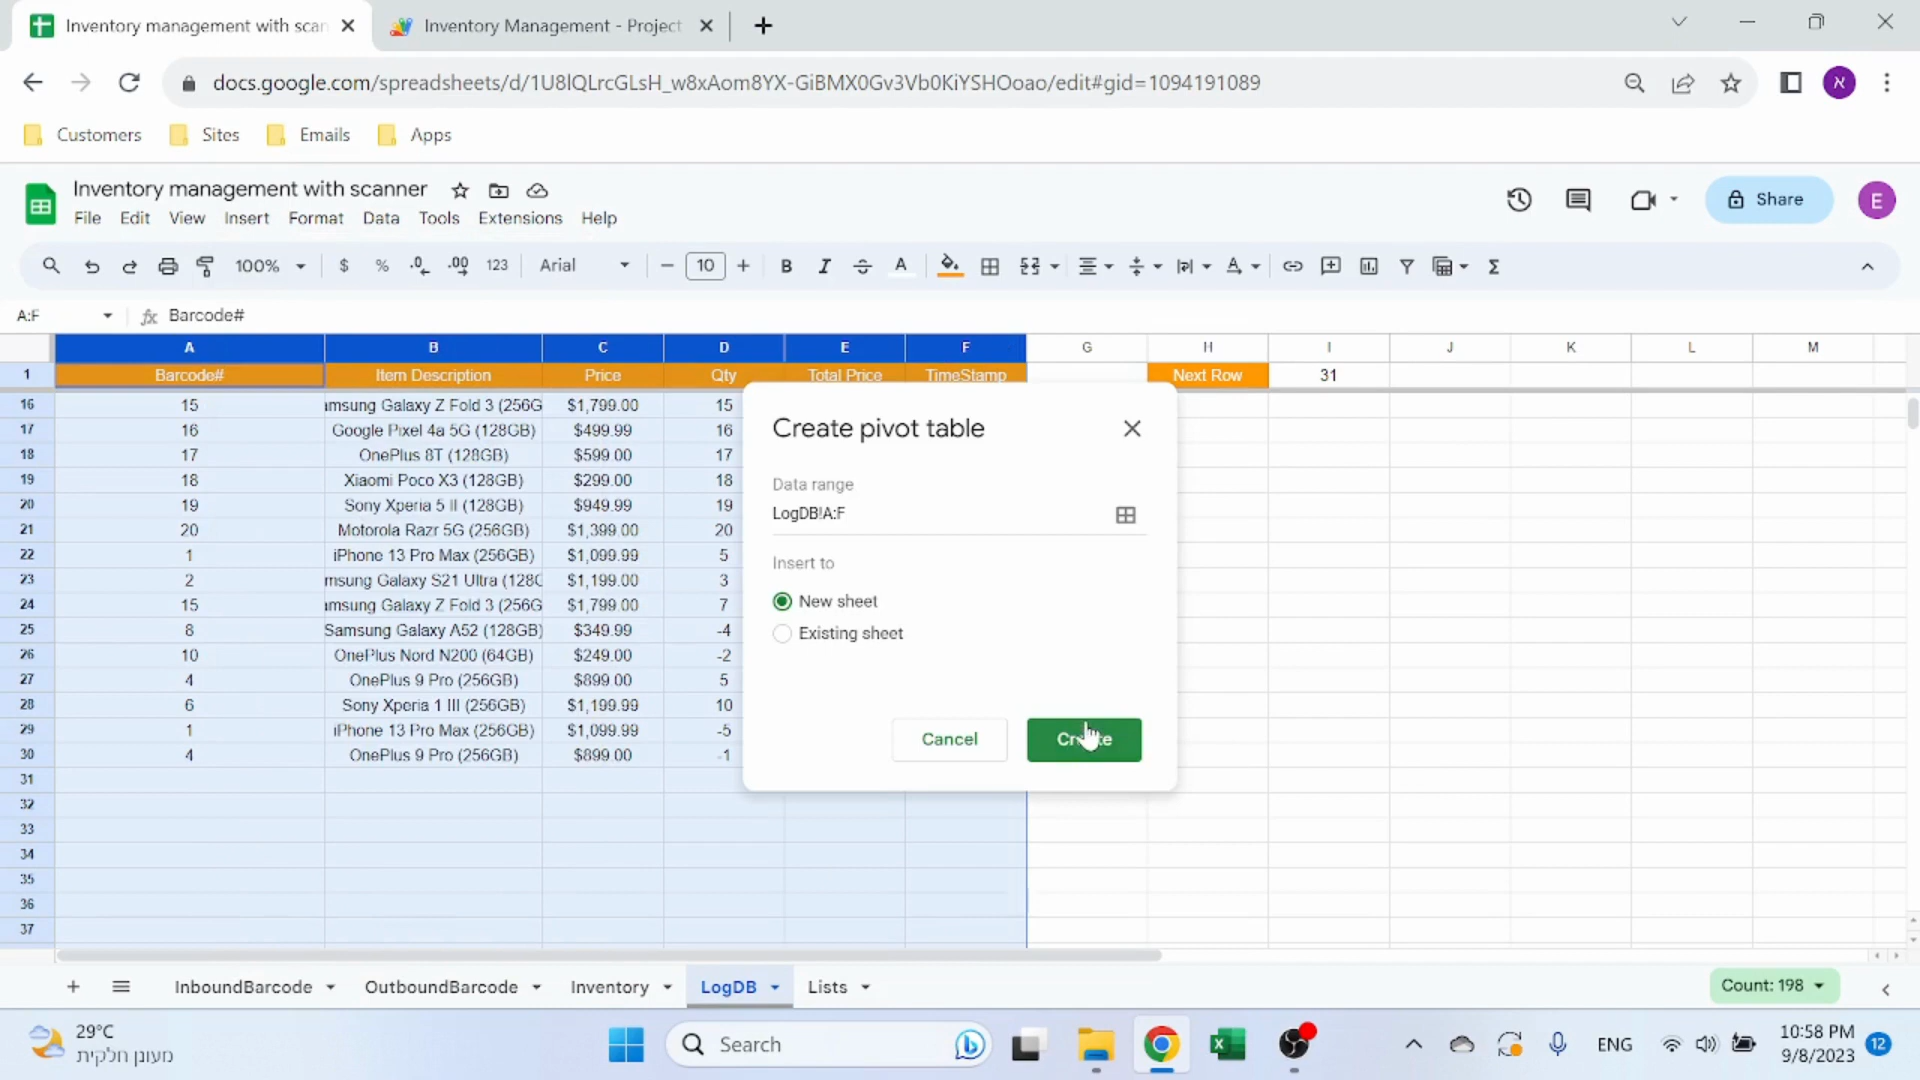 Inventory management with scan
Inventory Management - Project
docs.google.com/spreadsheets/d/1U8lQLrcGLsH_w8xAom8YX-GiBMX0Gv3Vb0KiYSHOoao/edit#gid=1094191089
א
Customers Sites Emails Apps
Inventory management with scanner
File Edit View Insert Format Data Tools Extensions Help
Share
E
100% $ % .0 .00 123 Arial 10 B I A Σ
A:F fx Barcode#
A B C D E F G H I J K L M
1 Barcode# Item Description Price Qty Total Price TimeStamp Next Row 31
16 15 amsung Galaxy Z Fold 3 (256G $1,799.00 15
17 16 Google Pixel 4a 5G (128GB) $499.99 16
18 17 OnePlus 8T (128GB) $599.00 17
19 18 Xiaomi Poco X3 (128GB) $299.00 18
20 19 Sony Xperia 5 II (128GB) $949.99 19
21 20 Motorola Razr 5G (256GB) $1,399.00 20
22 1 iPhone 13 Pro Max (256GB) $1,099.99 5
23 2 msung Galaxy S21 Ultra (128G $1,199.00 3
24 15 amsung Galaxy Z Fold 3 (256G $1,799.00 7
25 8 Samsung Galaxy A52 (128GB) $349.99 -4
26 10 OnePlus Nord N200 (64GB) $249.00 -2
27 4 OnePlus 9 Pro (256GB) $899.00 5
28 6 Sony Xperia 1 III (256GB) $1,199.99 10
29 1 iPhone 13 Pro Max (256GB) $1,099.99 -5
30 4 OnePlus 9 Pro (256GB) $899.00 -1
31
32
33
34
35
36
37
Create pivot table
Data range
LogDB!A:F
Insert to
New sheet
Existing sheet
Cancel Create
InboundBarcode OutboundBarcode Inventory LogDB Lists Count: 198
29°C
מעונן חלקית
Search
ENG
10:58 PM
9/8/2023
12